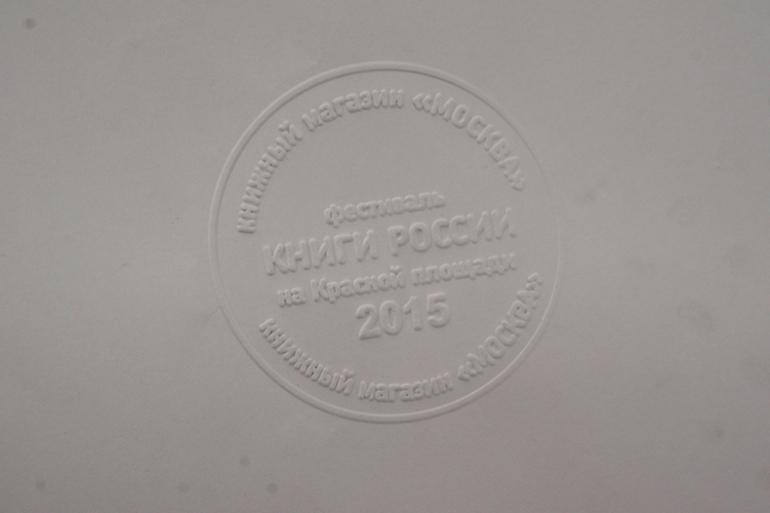 книжный магазин «МОСКВА»
фестиваль
КНИГИ РОССИИ
на Красной площади
2015
книжный магазин «МОСКВА»